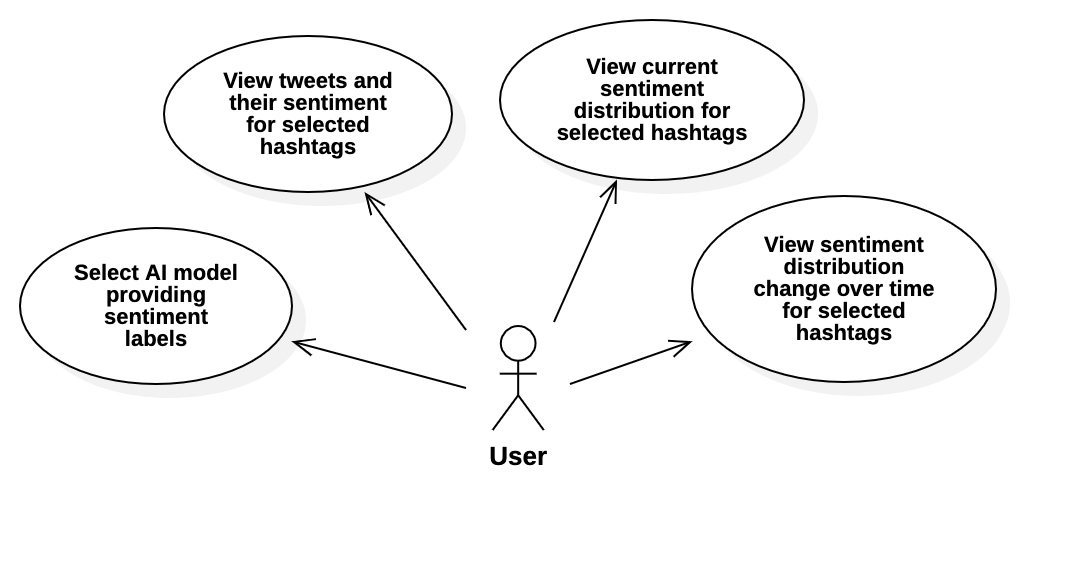 View tweets and
their sentiment
for selected
hashtags
View current
sentiment
distribution for
selected hashtags
Select AI model
providing
sentiment
labels
View sentiment
distribution
change over time
for selected
hashtags
User